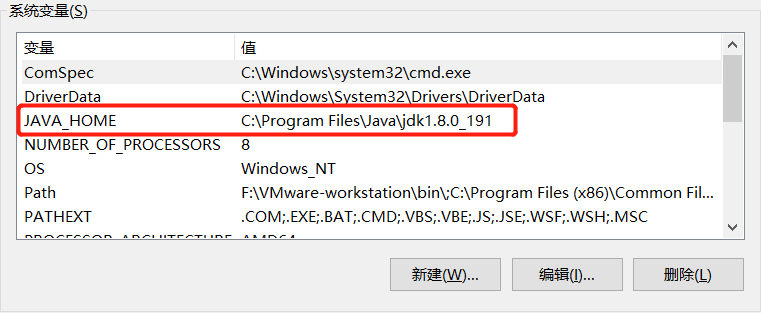 系统变量(S)
变量 值
ComSpec C:\Windows\system32\cmd.exe
DriverData C:\Windows\System32\Drivers\DriverData
JAVA_HOME C:\Program Files\Java\jdk1.8.0_191
NUMBER_OF_PROCESSORS 8
OS Windows_NT
Path F:\VMware-workstation\bin\;C:\Program Files (x86)\Common Fil...
PATHEXT .COM;.EXE;.BAT;.CMD;.VBS;.VBE;.JS;.JSE;.WSF;.WSH;.MSC
PROCESSOR_ARCHITECTURE AMD64
新建(W)... 编辑(I)... 删除(L)